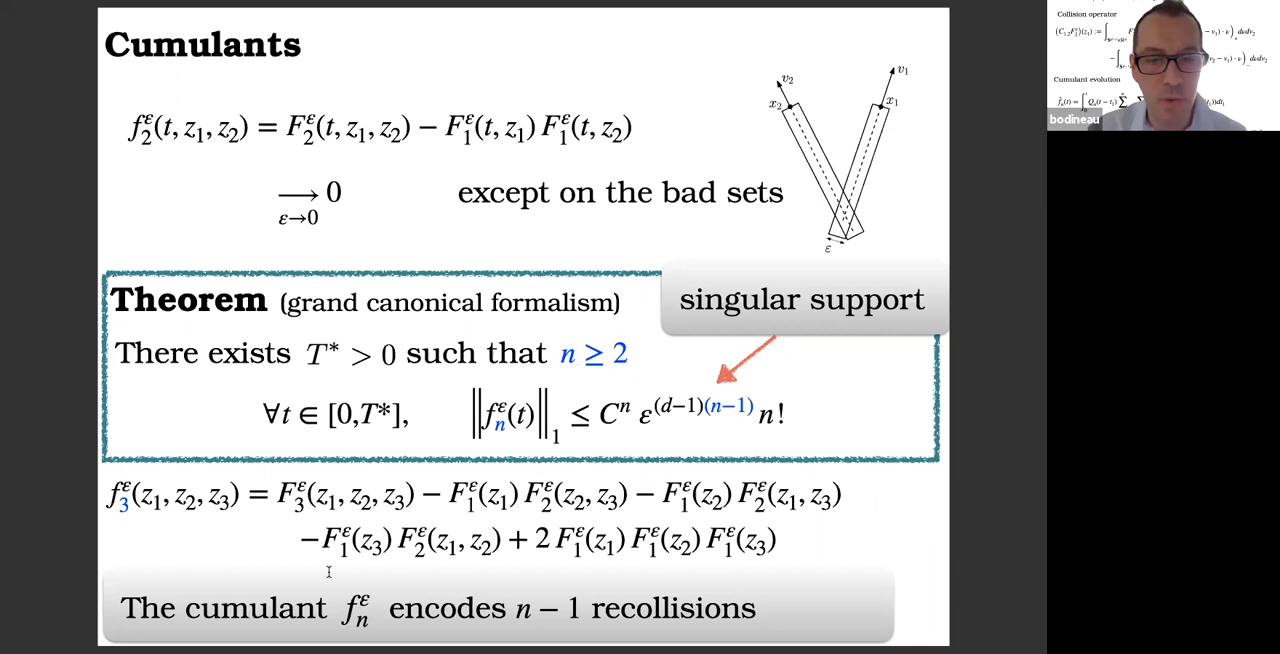 Cumulants
f₂^ε(t, z₁, z₂) = F₂^ε(t, z₁, z₂) − F₁^ε(t, z₁) F₁^ε(t, z₂)
⟶ 0 except on the bad sets
ε→0
v₂
v₁
x₂
x₁
ε
singular support
Theorem (grand canonical formalism)
There exists T* > 0 such that n ≥ 2
∀t ∈ [0,T*], ‖f_n^ε(t)‖₁ ≤ Cⁿ ε^{(d−1)(n−1)} n!
f₃^ε(z₁, z₂, z₃) = F₃^ε(z₁, z₂, z₃) − F₁^ε(z₁) F₂^ε(z₂, z₃) − F₁^ε(z₂) F₂^ε(z₁, z₃)
−F₁^ε(z₃) F₂^ε(z₁, z₂) + 2 F₁^ε(z₁) F₁^ε(z₂) F₁^ε(z₃)
The cumulant f_n^ε encodes n − 1 recollisions
Collision operator
Cumulant evolution
bodineau